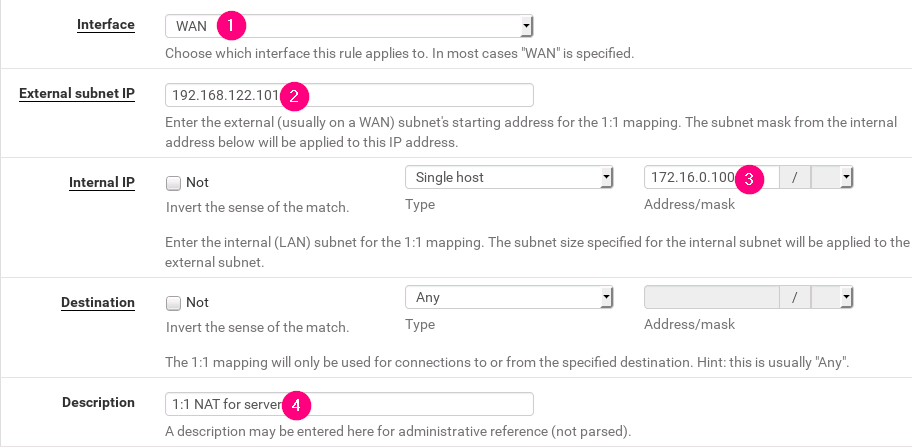 Interface WAN 1
Choose which interface this rule applies to. In most cases "WAN" is specified.
External subnet IP 192.168.122.101 2
Enter the external (usually on a WAN) subnet's starting address for the 1:1 mapping. The subnet mask from the internal
address below will be applied to this IP address.
Internal IP Not Single host 172.16.0.100 3 /
Invert the sense of the match. Type Address/mask
Enter the internal (LAN) subnet for the 1:1 mapping. The subnet size specified for the internal subnet will be applied to the
external subnet.
Destination Not Any /
Invert the sense of the match. Type Address/mask
The 1:1 mapping will only be used for connections to or from the specified destination. Hint: this is usually "Any".
Description 1:1 NAT for server 4
A description may be entered here for administrative reference (not parsed).